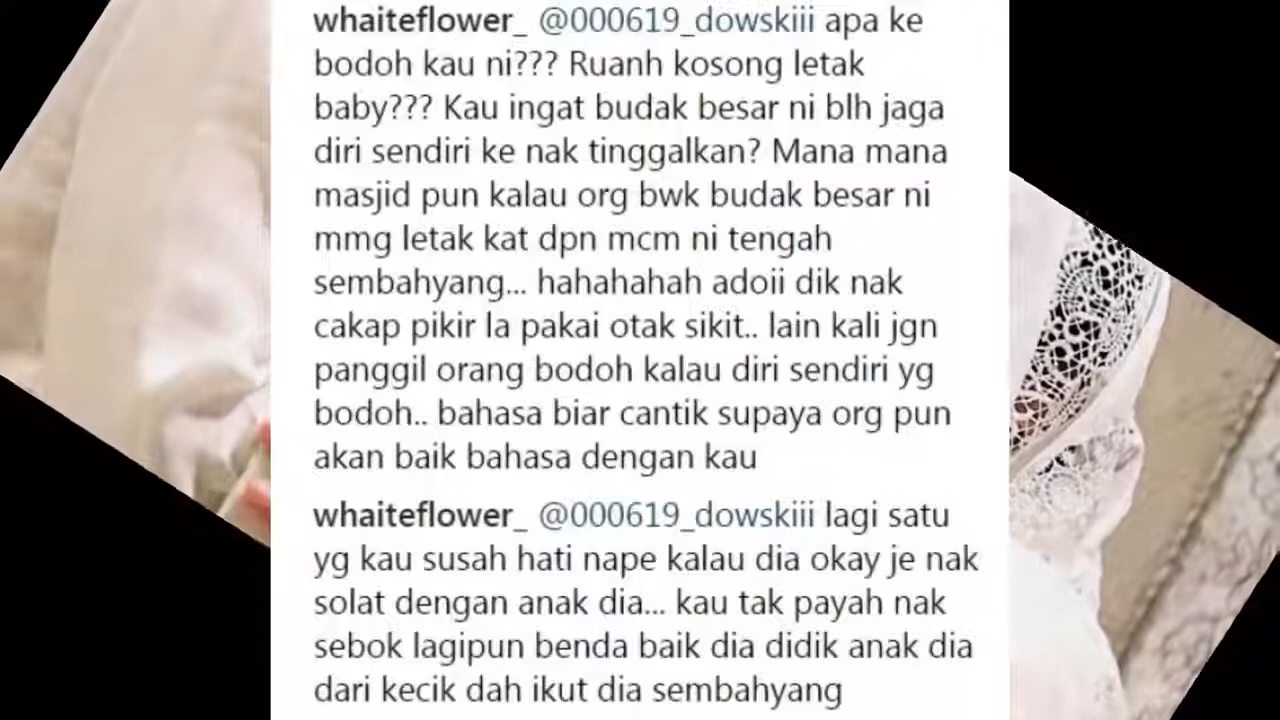 whaiteflower_ @000619_dowskiii apa ke
bodoh kau ni??? Ruanh kosong letak
baby??? Kau ingat budak besar ni blh jaga
diri sendiri ke nak tinggalkan? Mana mana
masjid pun kalau org bwk budak besar ni
mmg letak kat dpn mcm ni tengah
sembahyang... hahahahah adoii dik nak
cakap pikir la pakai otak sikit.. lain kali jgn
panggil orang bodoh kalau diri sendiri yg
bodoh.. bahasa biar cantik supaya org pun
akan baik bahasa dengan kau
whaiteflower_ @000619_dowskiii lagi satu
yg kau susah hati nape kalau dia okay je nak
solat dengan anak dia... kau tak payah nak
sebok lagipun benda baik dia didik anak dia
dari kecik dah ikut dia sembahyang